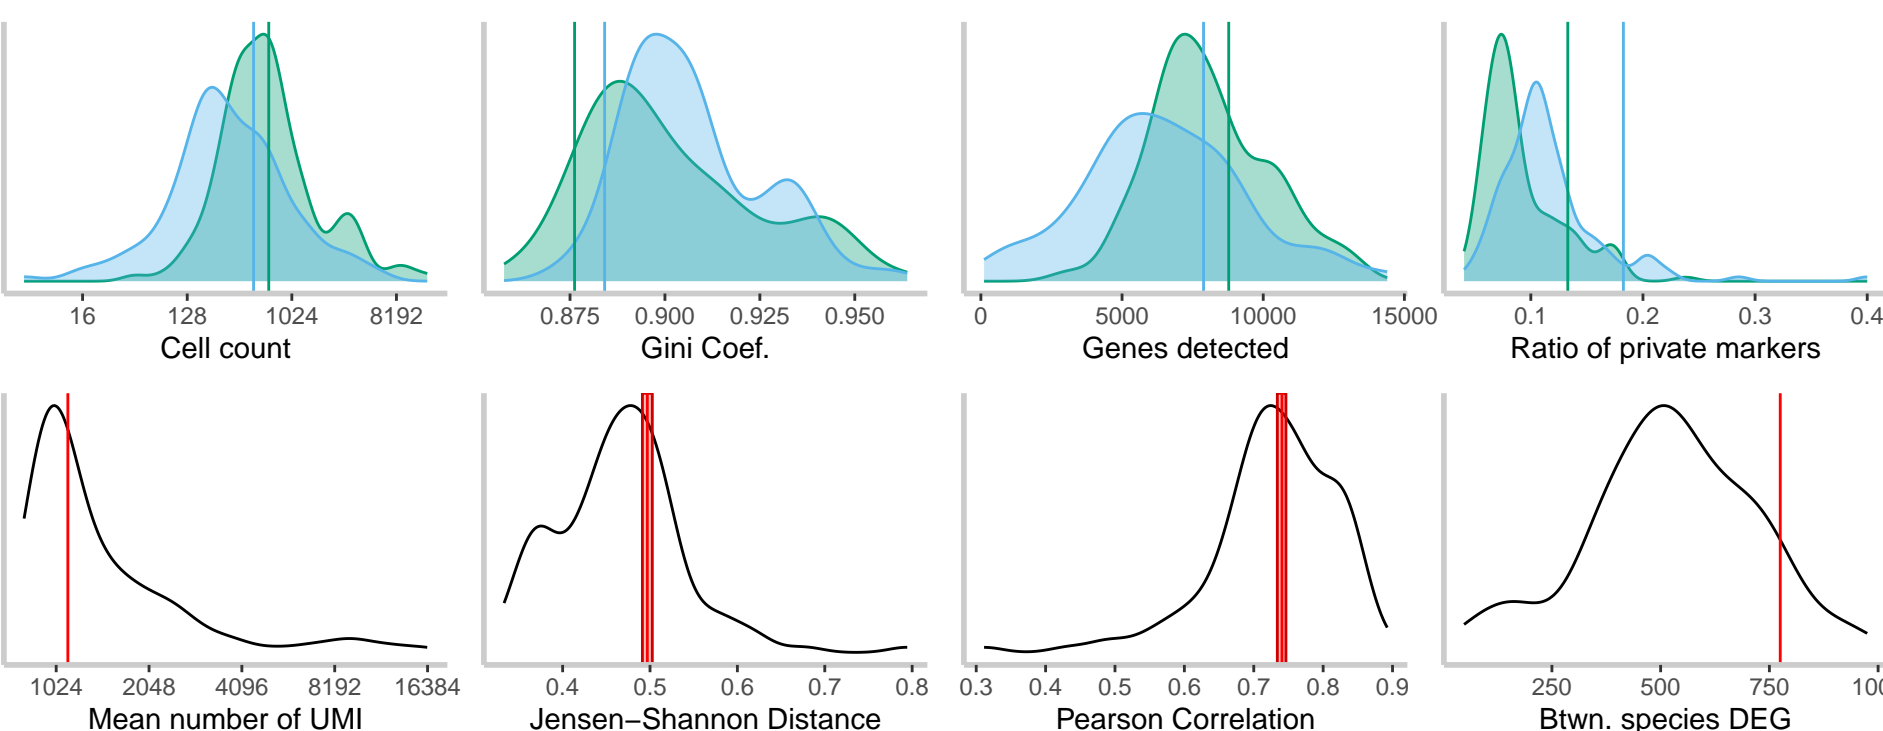 16 128 1024 8192
Cell count
0.875 0.900 0.925 0.950
Gini Coef.
0 5000 10000 15000
Genes detected
0.1 0.2 0.3 0.4
Ratio of private markers
1024 2048 4096 8192 16384
Mean number of UMI
0.4 0.5 0.6 0.7 0.8
Jensen−Shannon Distance
0.3 0.4 0.5 0.6 0.7 0.8 0.9
Pearson Correlation
250 500 750
Btwn. species DEG